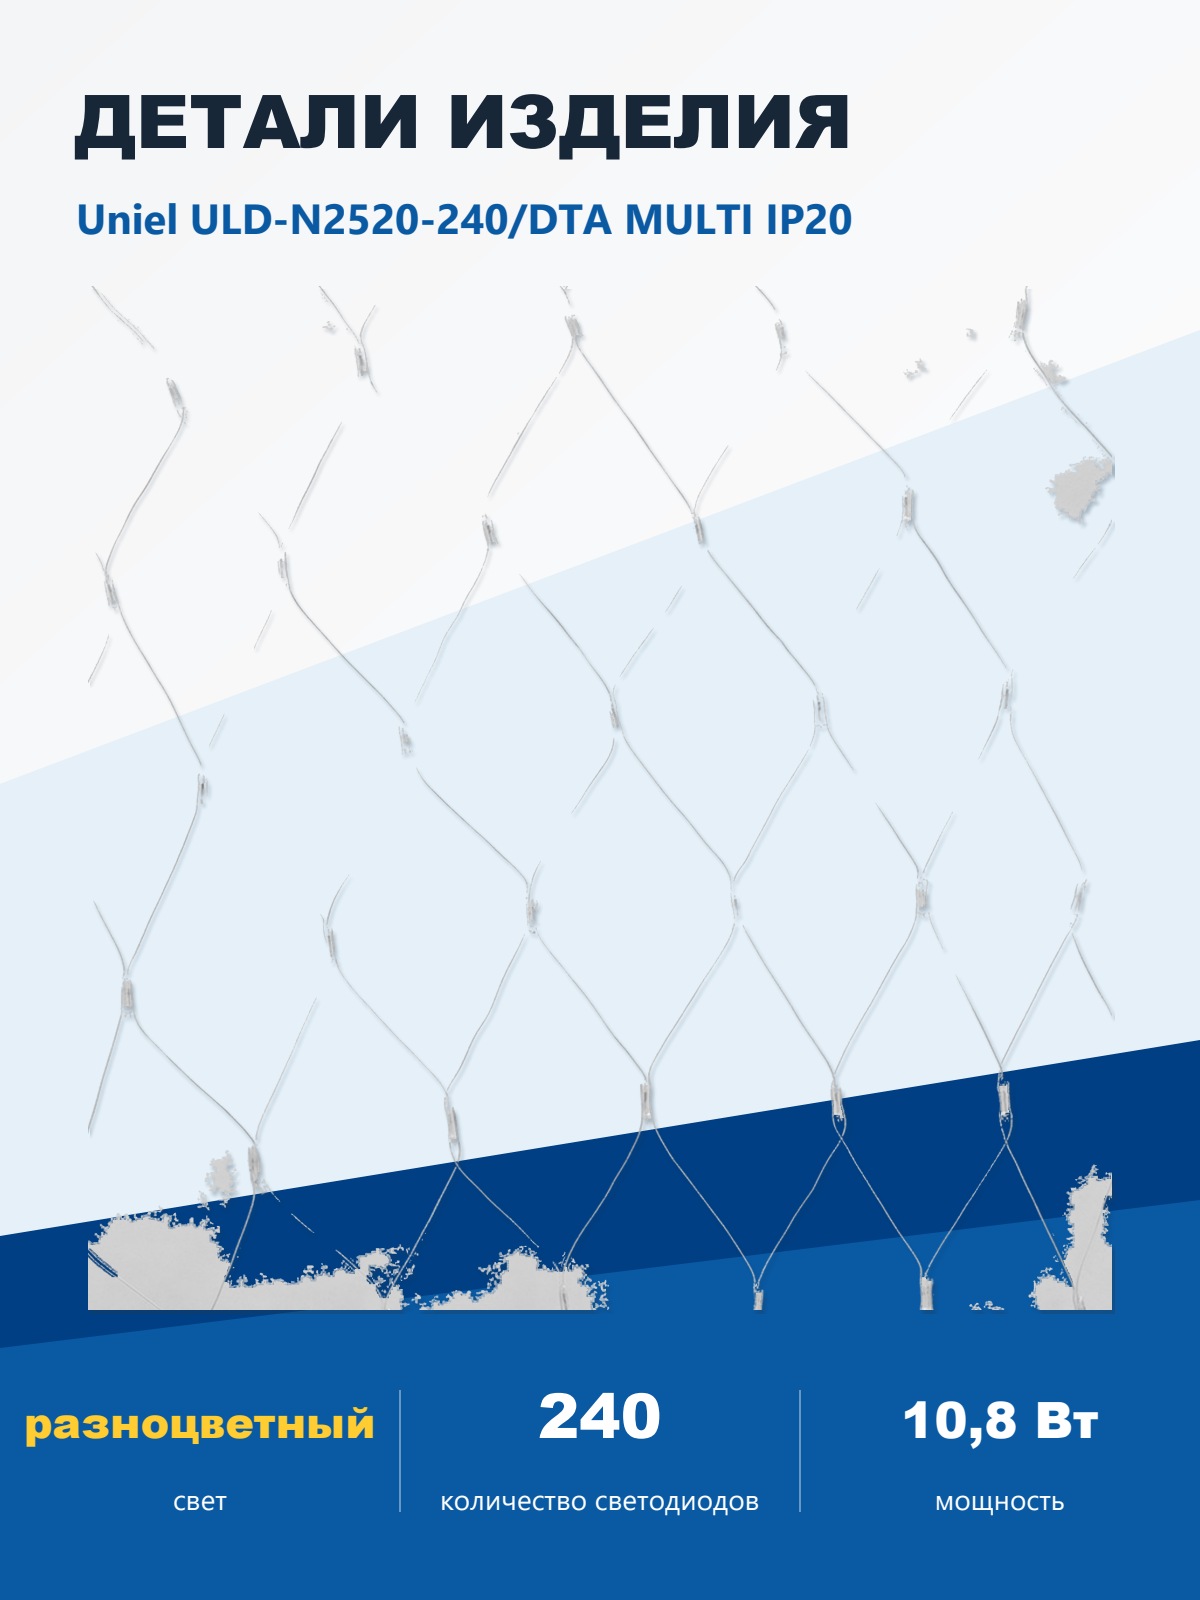 ДЕТАЛИ ИЗДЕЛИЯ
Uniel ULD-N2520-240/DTA MULTI IP20
разноцветный
свет
240
количество светодиодов
10,8 Вт
мощность